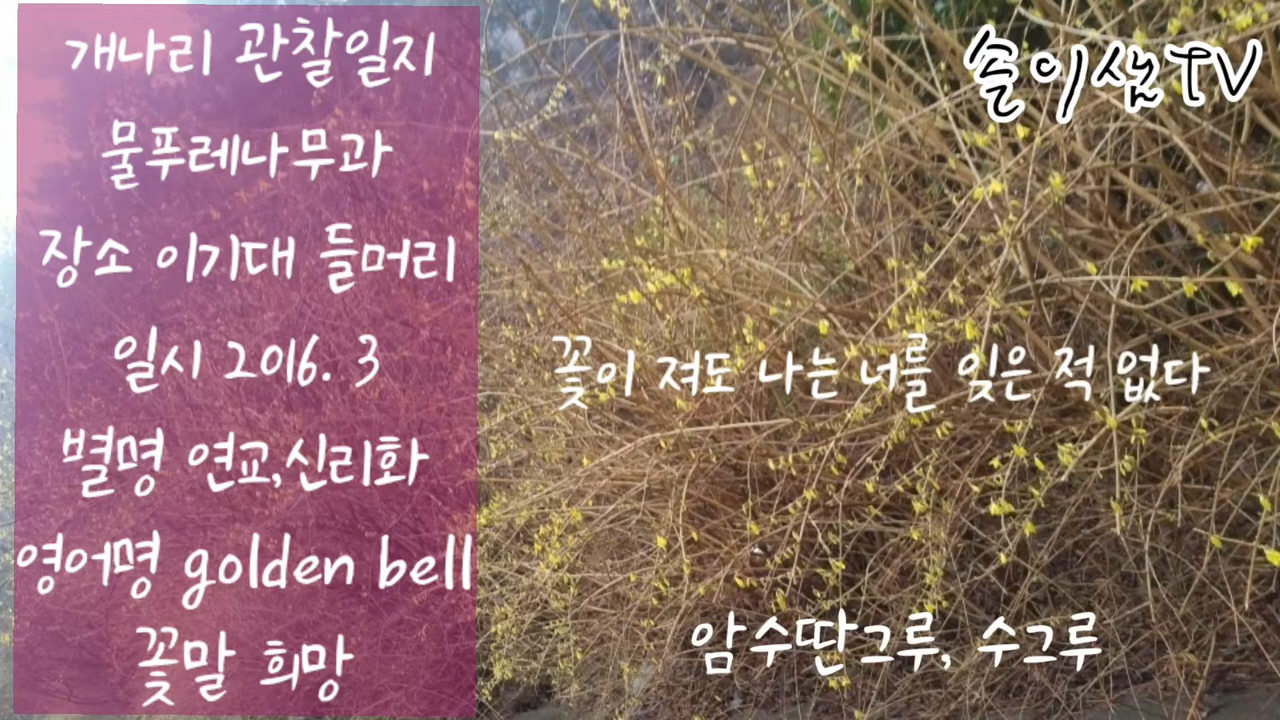 개나리 관찰일지
물푸레나무과
장소 이기대 들머리
일시 2016. 3
별명 연교,신리화
영어명 golden bell
꽃말 희망
솔이샘TV
꽃이 져도 나는 너를 잊은 적 없다
암수딴그루, 수그루